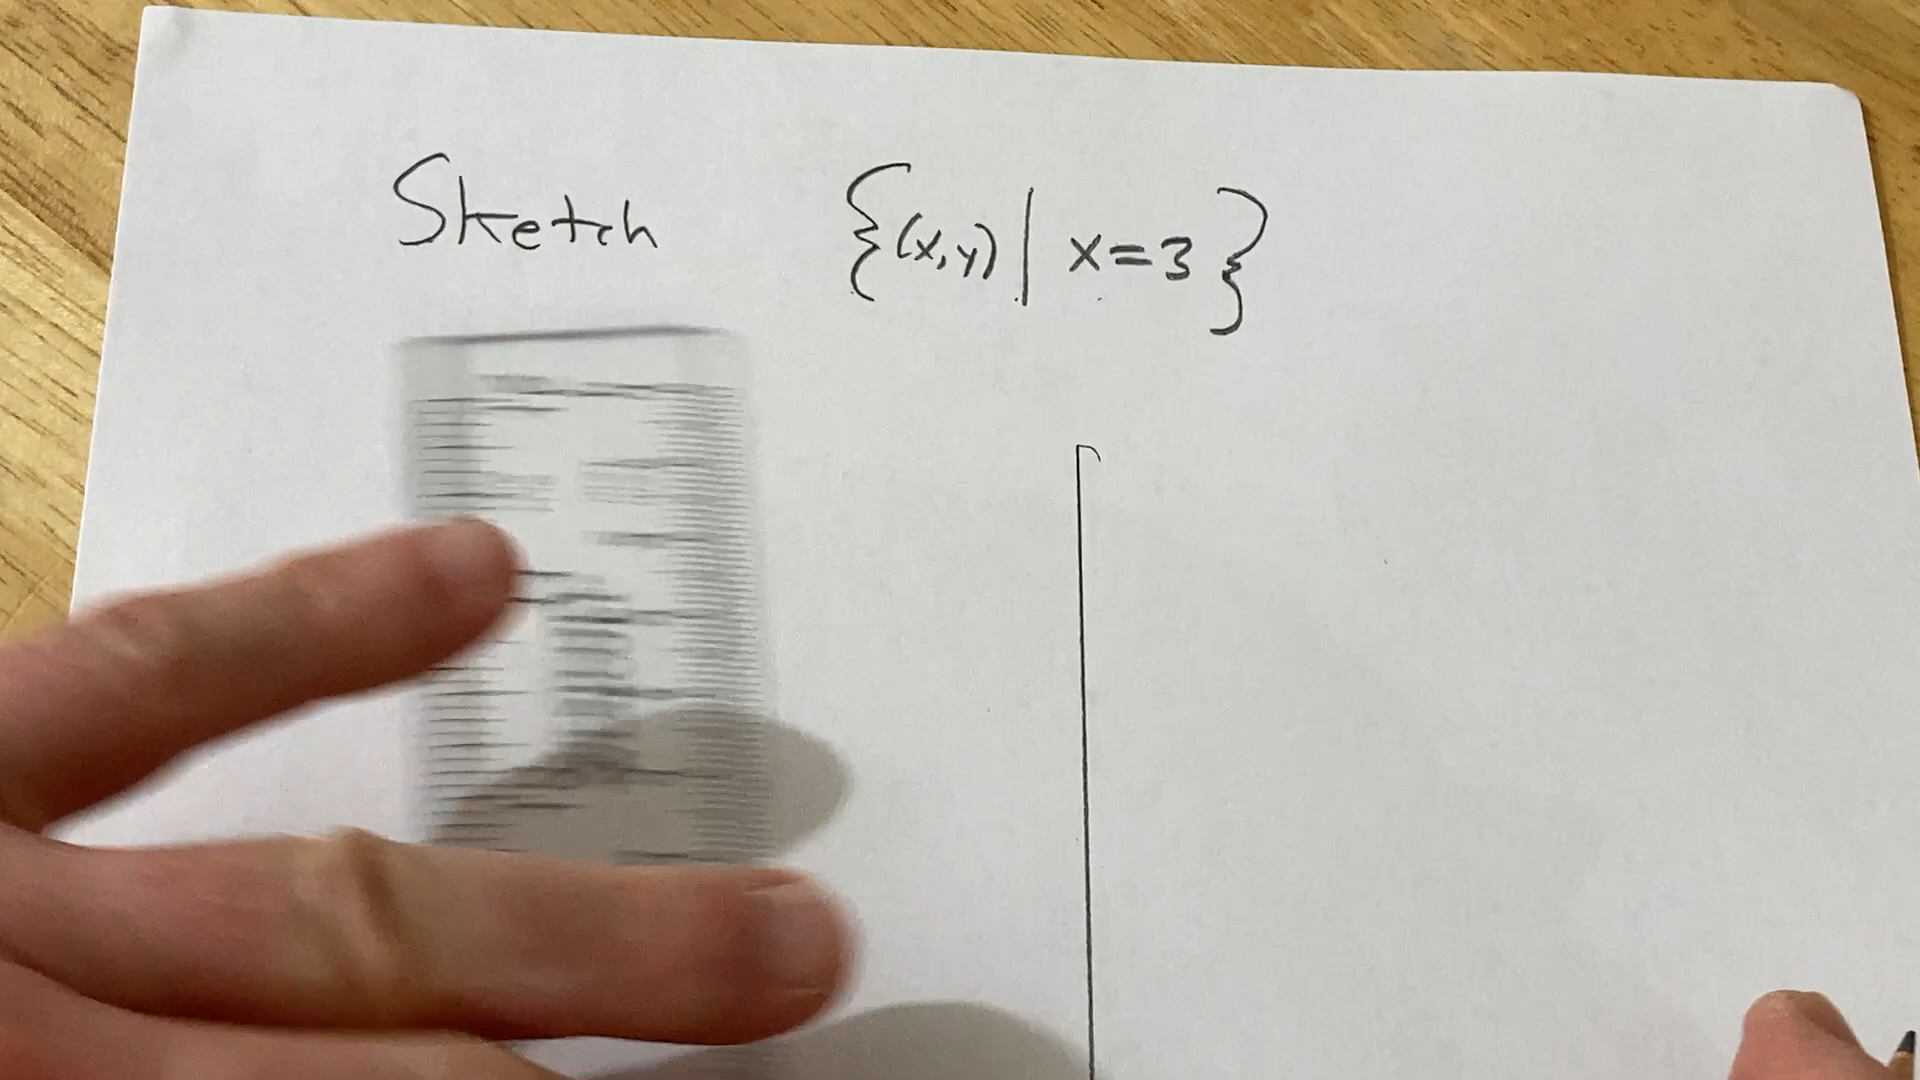 Sketch {(x,y) | x=3}